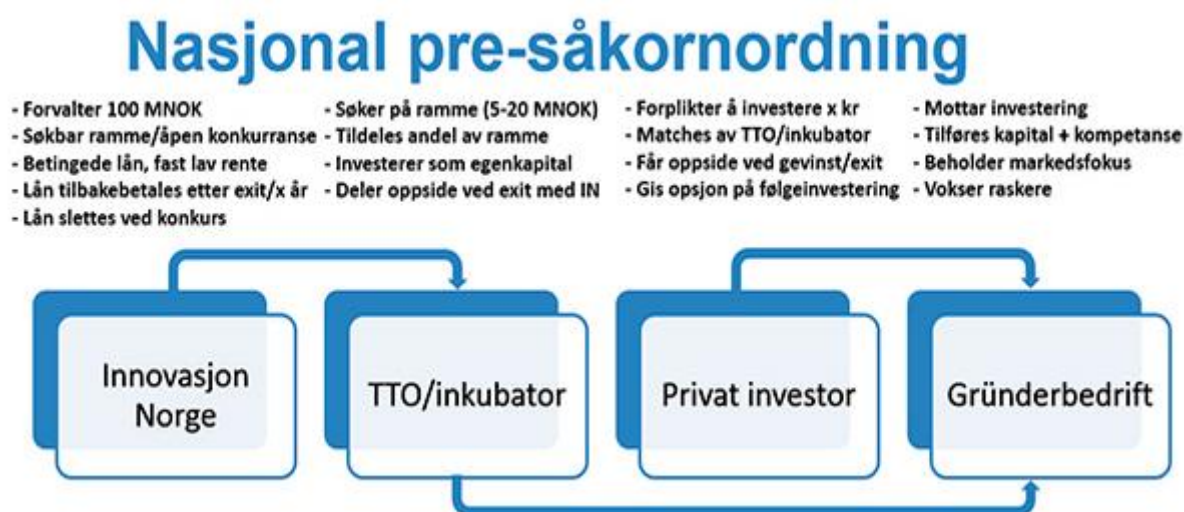 Nasjonal pre-såkornordning
- Forvalter 100 MNOK
- Søkbar ramme/åpen konkurranse
- Betingede lån, fast lav rente
- Lån tilbakebetales etter exit/x år
- Lån slettes ved konkurs
- Søker på ramme (5-20 MNOK)
- Tildeles andel av ramme
- Investerer som egenkapital
- Deler oppside ved exit med IN
- Forplikter å investere x kr
- Matches av TTO/inkubator
- Får oppside ved gevinst/exit
- Gis opsjon på følgeinvestering
- Mottar investering
- Tilføres kapital + kompetanse
- Beholder markedsfokus
- Vokser raskere
Innovasjon
Norge
TTO/inkubator
Privat investor
Gründerbedrift